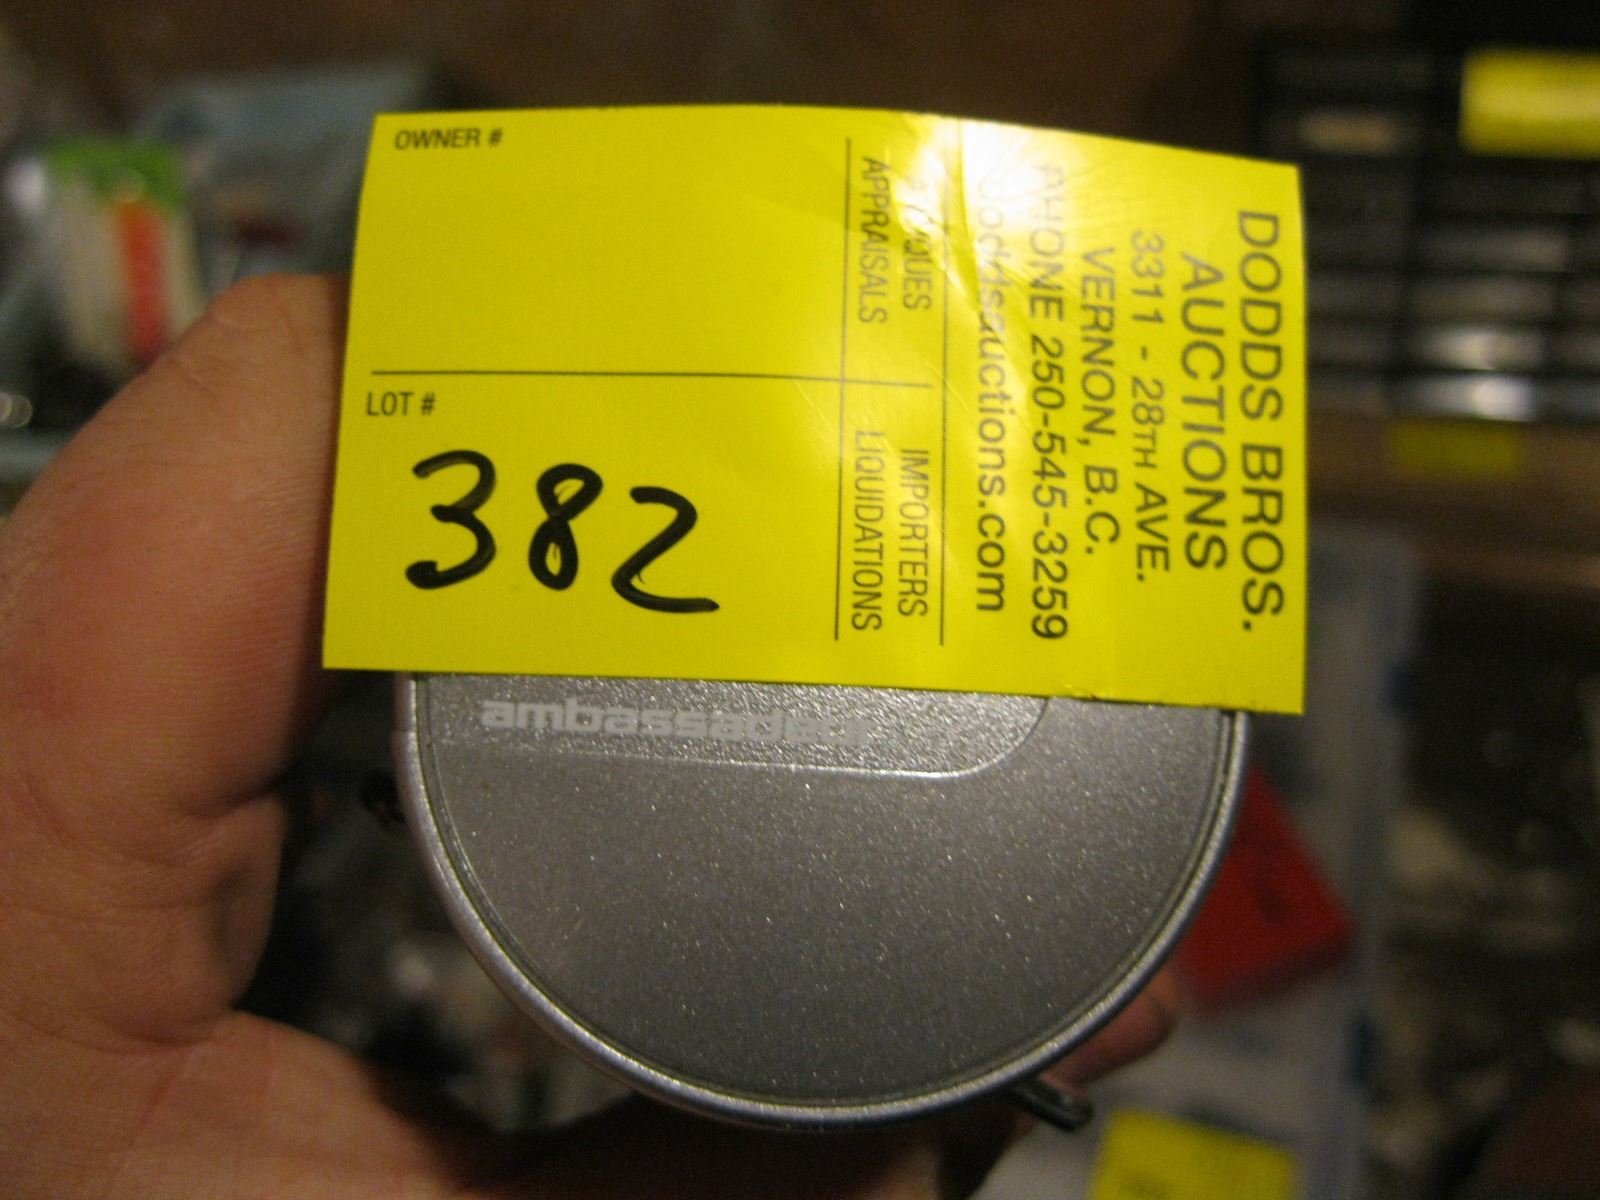 OWNER #
LOT #
382
APPRAISALS
IMPORTERS
LIQUIDATIONS
DODDS BROS.
AUCTIONS
3311 - 28TH AVE.
VERNON, B.C.
PHONE 250-545-3259
doddsauctions.com
ambassadeur